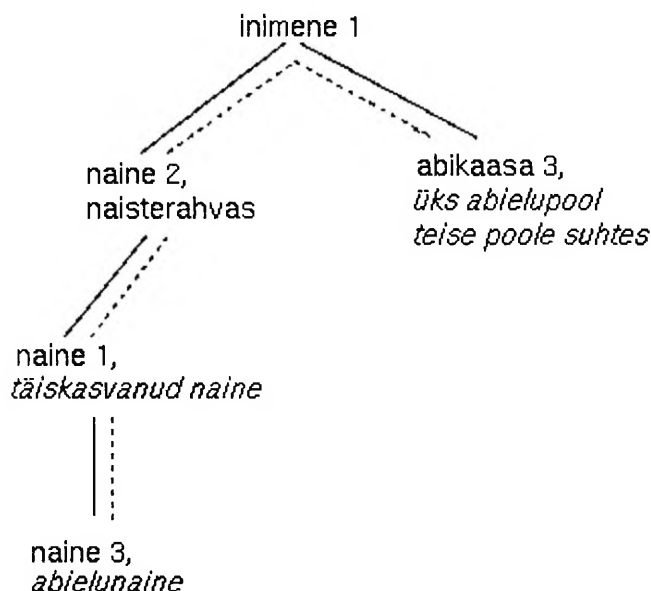 inimene 1
naine 2,
naisterahvas
abikaasa 3,
üks abielupool
teise poole suhtes
naine 1,
täiskasvanud naine
naine 3,
abielunaine